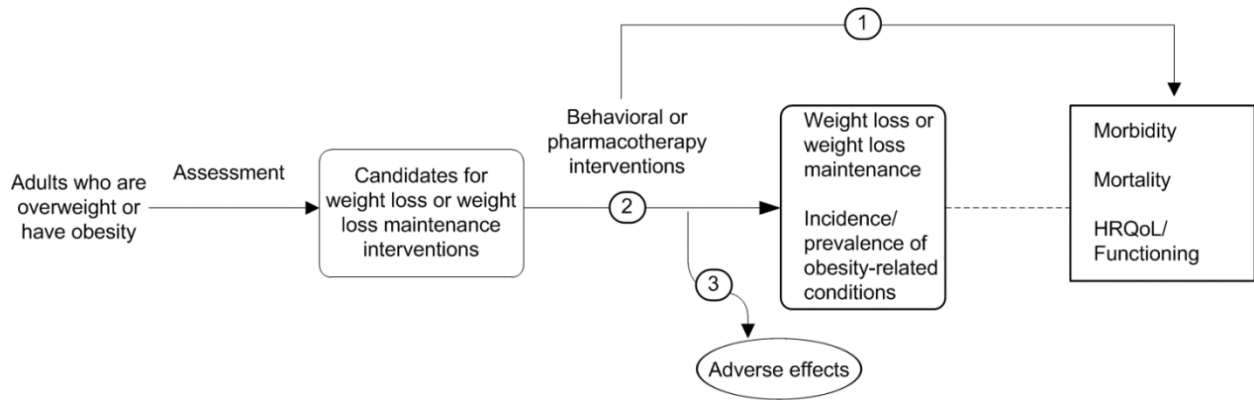 1
Behavioral or
pharmacotherapy
interventions
Adults who are
overweight or
have obesity
Assessment
Candidates for
weight loss or weight
loss maintenance
interventions
2
3
Adverse effects
Weight loss or
weight loss
maintenance
Incidence/
prevalence of
obesity-related
conditions
Morbidity
Mortality
HRQoL/
Functioning